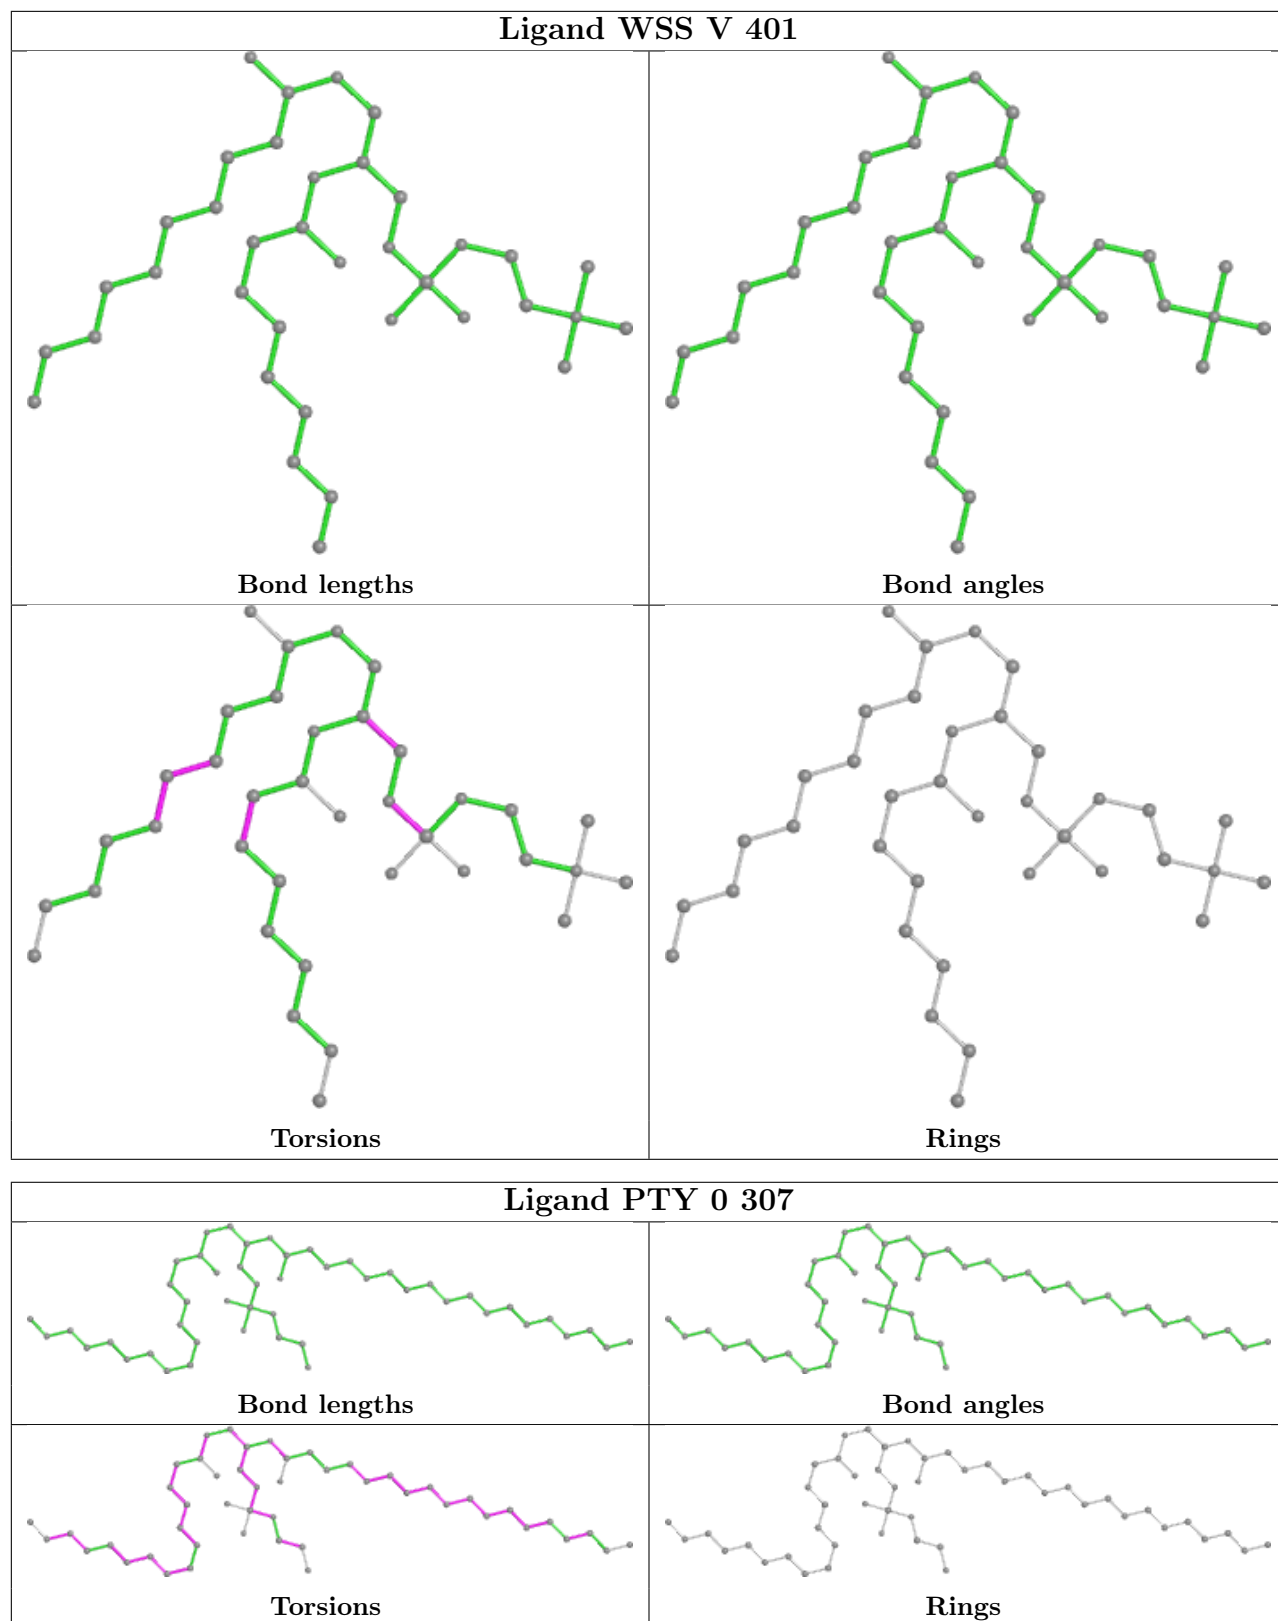 Ligand WSS V 401
Bond lengths
Bond angles
Torsions
Rings
Ligand PTY 0 307
Bond lengths
Bond angles
Torsions
Rings